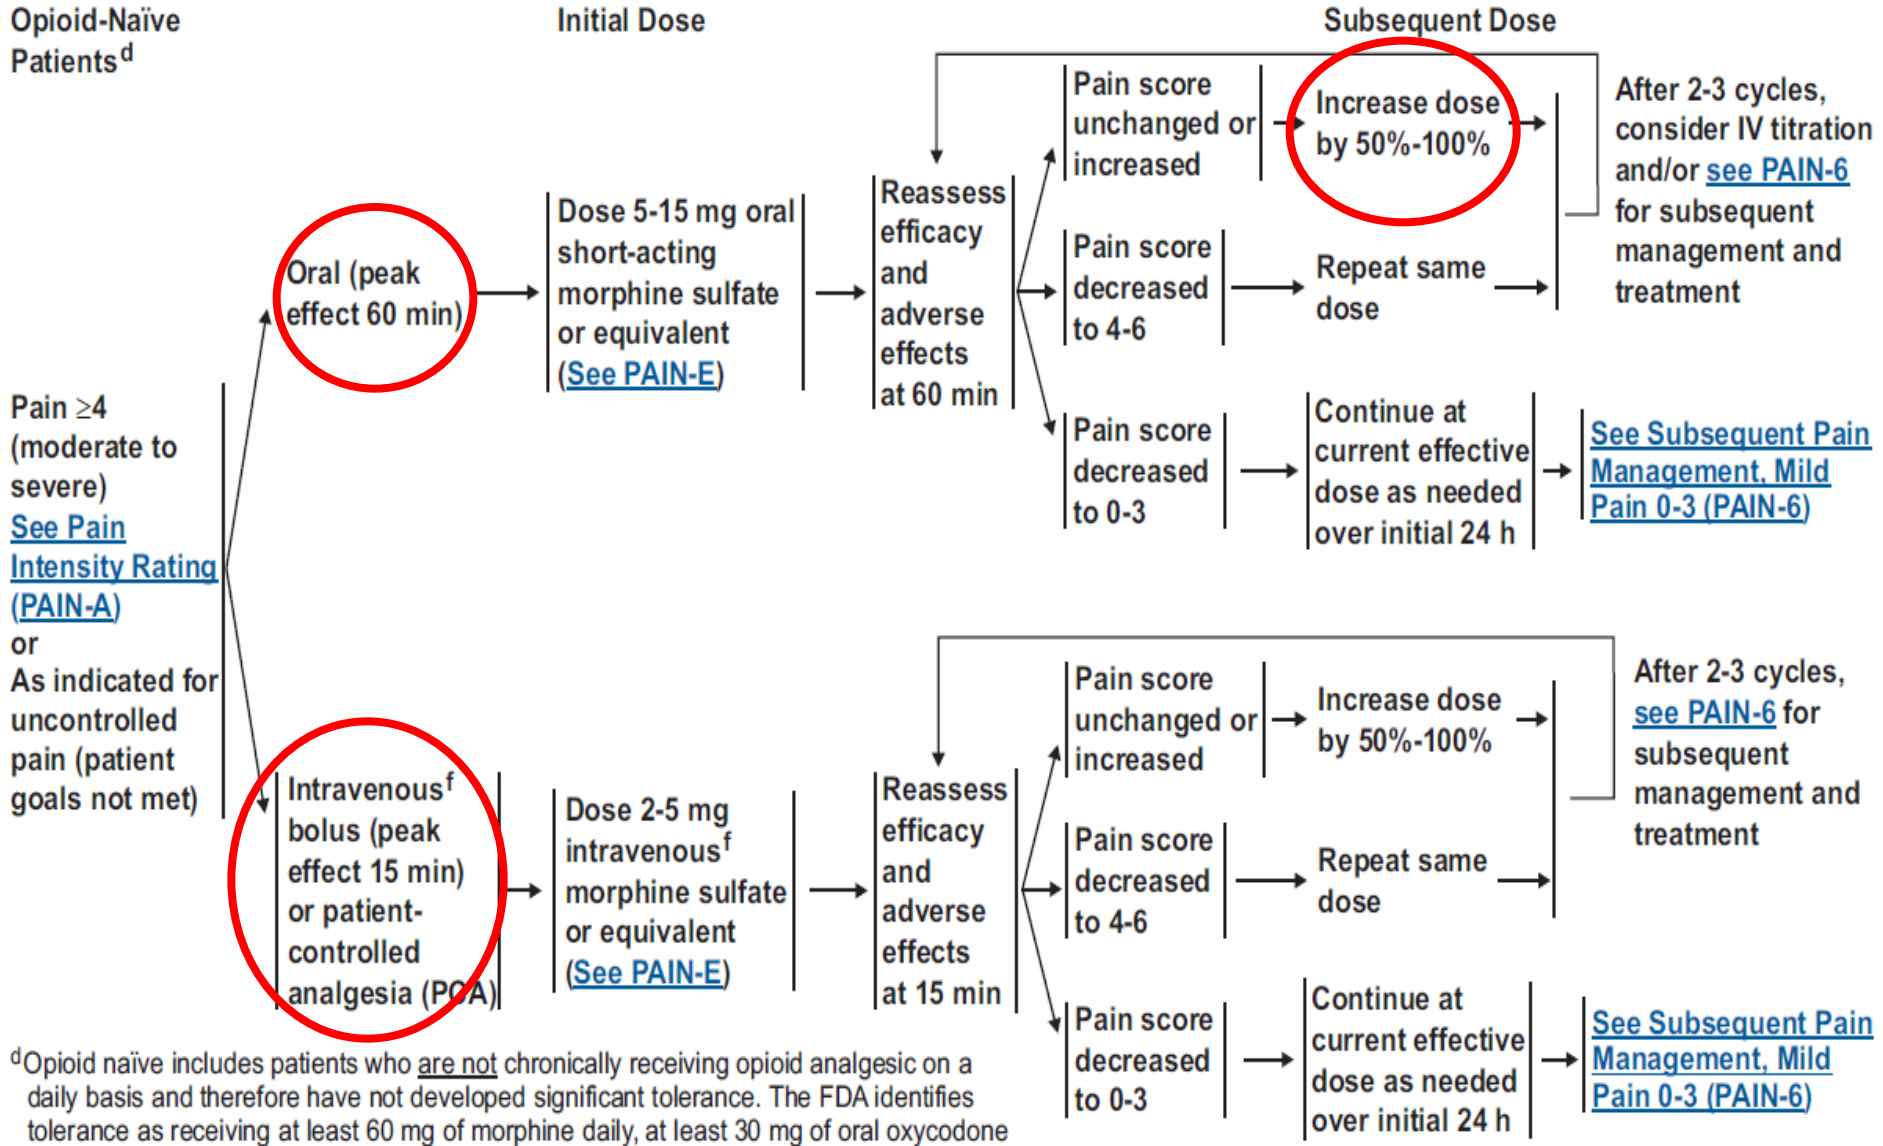 Opioid-Naïve
Patientsd
Initial Dose
Subsequent Dose
Pain ≥4
(moderate to
severe)
See Pain
Intensity Rating
(PAIN-A)
or
As indicated for
uncontrolled
pain (patient
goals not met)
Oral (peak
effect 60 min)
Dose 5-15 mg oral
short-acting
morphine sulfate
or equivalent
(See PAIN-E)
Reassess
efficacy
and
adverse
effects
at 60 min
Pain score
unchanged or
increased
Increase dose
by 50%-100%
Pain score
decreased
to 4-6
Repeat same
dose
After 2-3 cycles,
consider IV titration
and/or see PAIN-6
for subsequent
management and
treatment
Pain score
decreased
to 0-3
Continue at
current effective
dose as needed
over initial 24 h
See Subsequent Pain
Management, Mild
Pain 0-3 (PAIN-6)
Intravenousf
bolus (peak
effect 15 min)
or patient-
controlled
analgesia (PCA)
Dose 2-5 mg
intravenousf
morphine sulfate
or equivalent
(See PAIN-E)
Reassess
efficacy
and
adverse
effects
at 15 min
Pain score
unchanged or
increased
Increase dose
by 50%-100%
Pain score
decreased
to 4-6
Repeat same
dose
After 2-3 cycles,
see PAIN-6 for
subsequent
management and
treatment
Pain score
decreased
to 0-3
Continue at
current effective
dose as needed
over initial 24 h
See Subsequent Pain
Management, Mild
Pain 0-3 (PAIN-6)
dOpioid naïve includes patients who are not chronically receiving opioid analgesic on a
daily basis and therefore have not developed significant tolerance. The FDA identifies
tolerance as receiving at least 60 mg of morphine daily, at least 30 mg of oral oxycodone